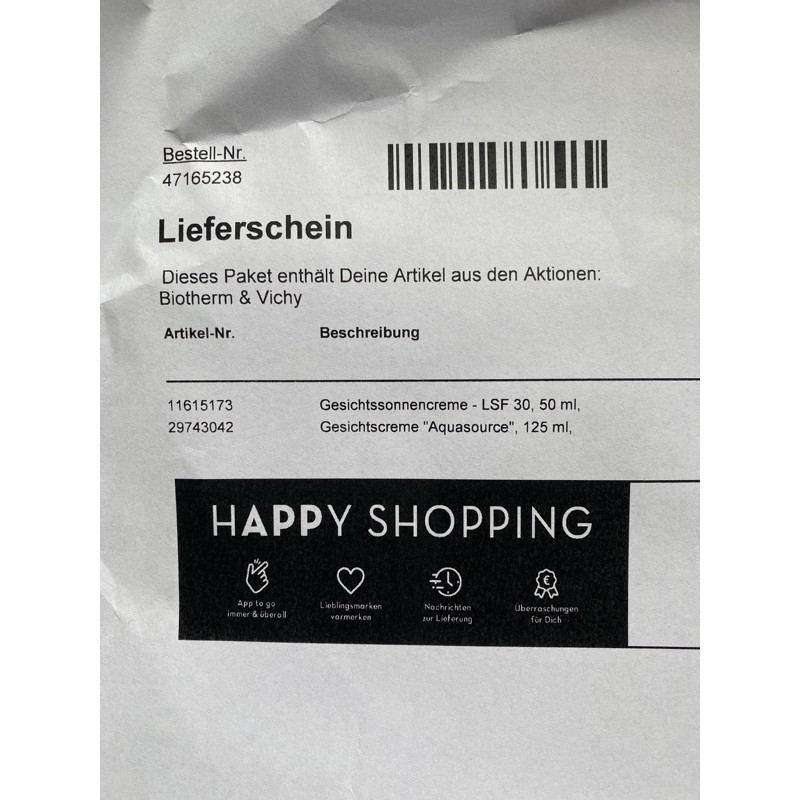 Bestell-Nr.
47165238
Lieferschein
Dieses Paket enthält Deine Artikel aus den Aktionen:
Biotherm & Vichy
Artikel-Nr. Beschreibung
11615173 Gesichtssonnencreme - LSF 30, 50 ml,
29743042 Gesichtscreme "Aquasource", 125 ml,
HAPPY SHOPPING
App to go
immer & überall
Lieblingsmarken
vormerken
Nachrichten
zur Lieferung
€
Überraschungen
für Dich